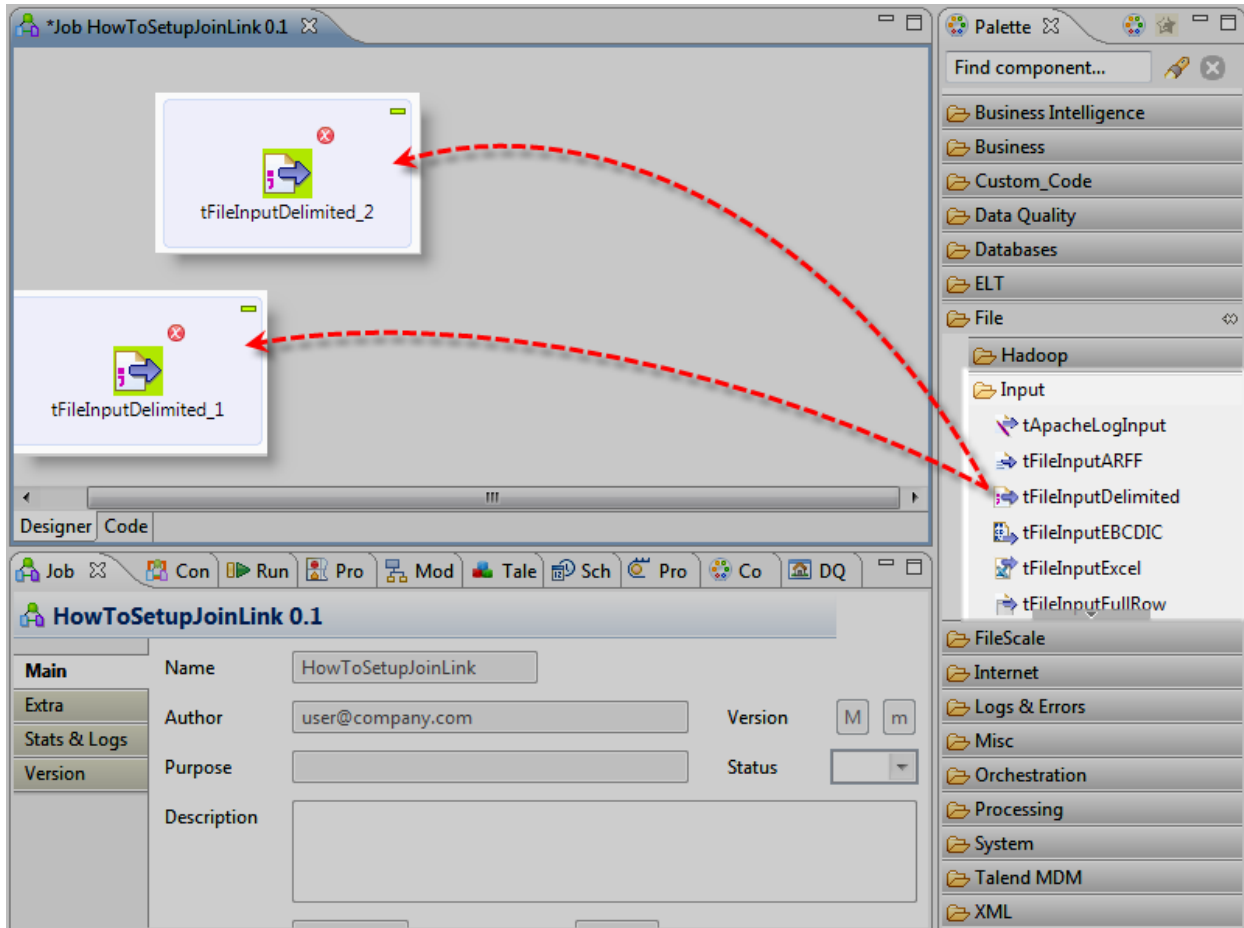 *Job HowToSetupJoinLink 0.1
tFileInputDelimited_2
tFileInputDelimited_1
Designer Code
Palette
Find component...
Business Intelligence
Business
Custom_Code
Data Quality
Databases
ELT
File
Hadoop
Input
tApacheLogInput
tFileInputARFF
tFileInputDelimited
tFileInputEBCDIC
tFileInputExcel
tFileInputFullRow
FileScale
Internet
Logs & Errors
Misc
Orchestration
Processing
System
Talend MDM
XML
Job Con Run Pro Mod Tale Sch Pro Co DQ
HowToSetupJoinLink 0.1
Main
Extra
Stats & Logs
Version
Name HowToSetupJoinLink
Author user@company.com Version M m
Purpose Status
Description